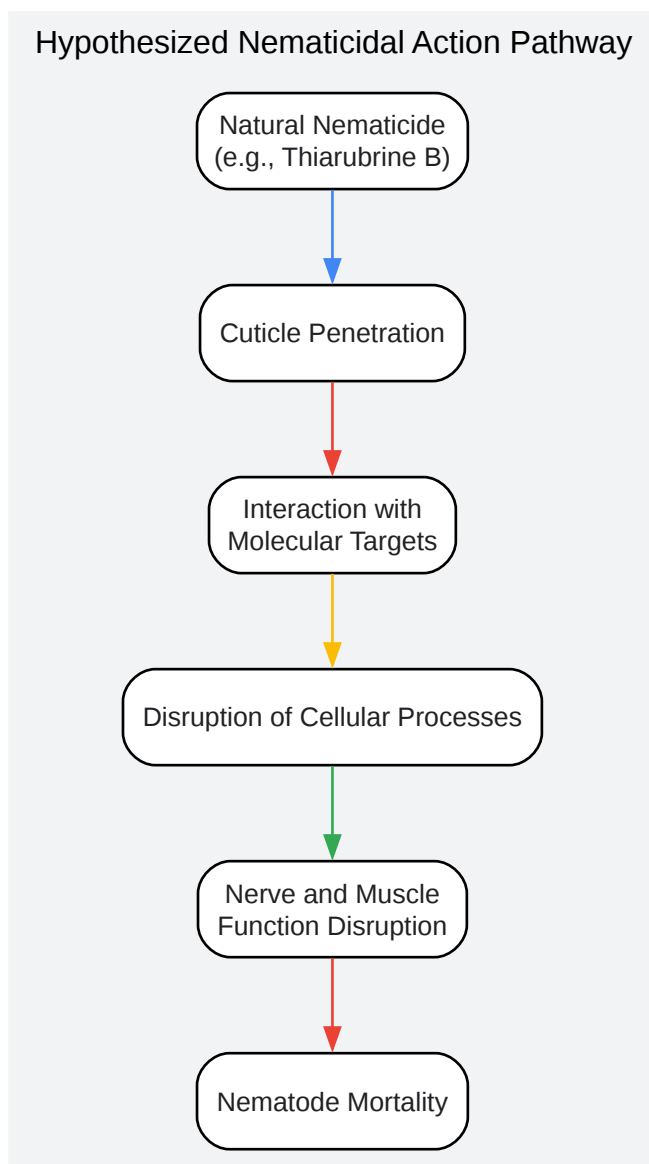 Hypothesized Nematicidal Action Pathway
Natural Nematicide
(e.g., Thiarubrine B)
Cuticle Penetration
Interaction with
Molecular Targets
Disruption of Cellular Processes
Nerve and Muscle
Function Disruption
Nematode Mortality